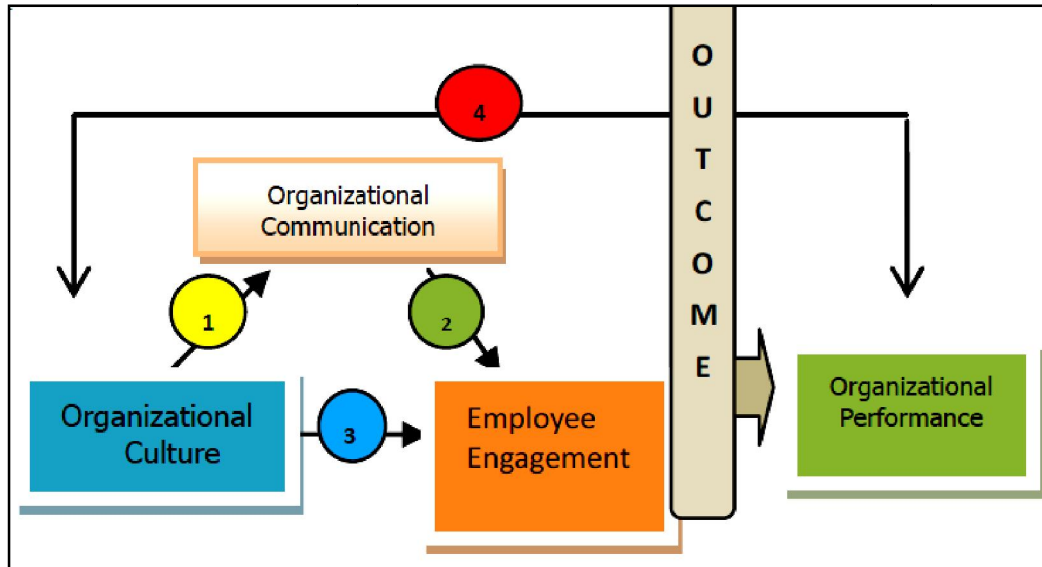 4
Organizational
Communication
1
2
Organizational
Culture
3
Employee
Engagement
O
U
T
C
O
M
E
Organizational
Performance